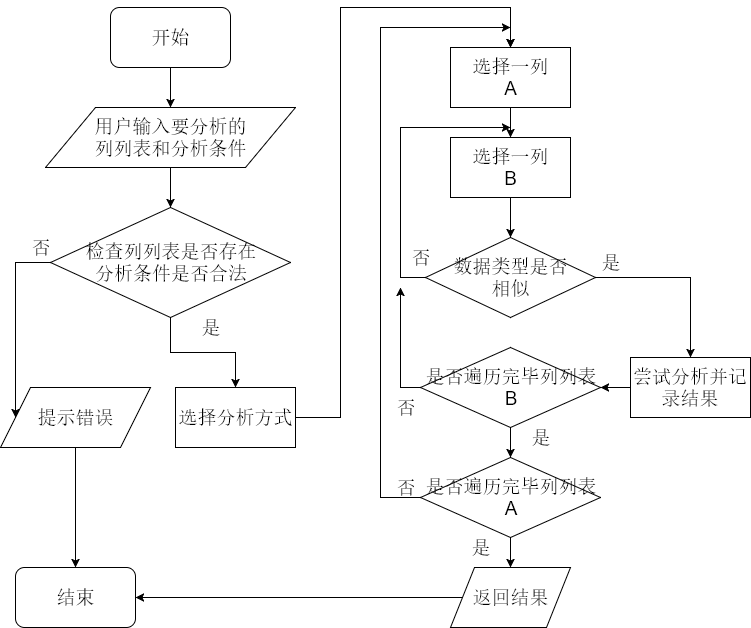 开始
用户输入要分析的
列列表和分析条件
检查列列表是否存在
分析条件是否合法
否
是
提示错误
选择分析方式
结束
选择一列
A
选择一列
B
数据类型是否
相似
否
是
尝试分析并记
录结果
是否遍历完毕列列表
B
否
是
是否遍历完毕列列表
A
否
是
返回结果